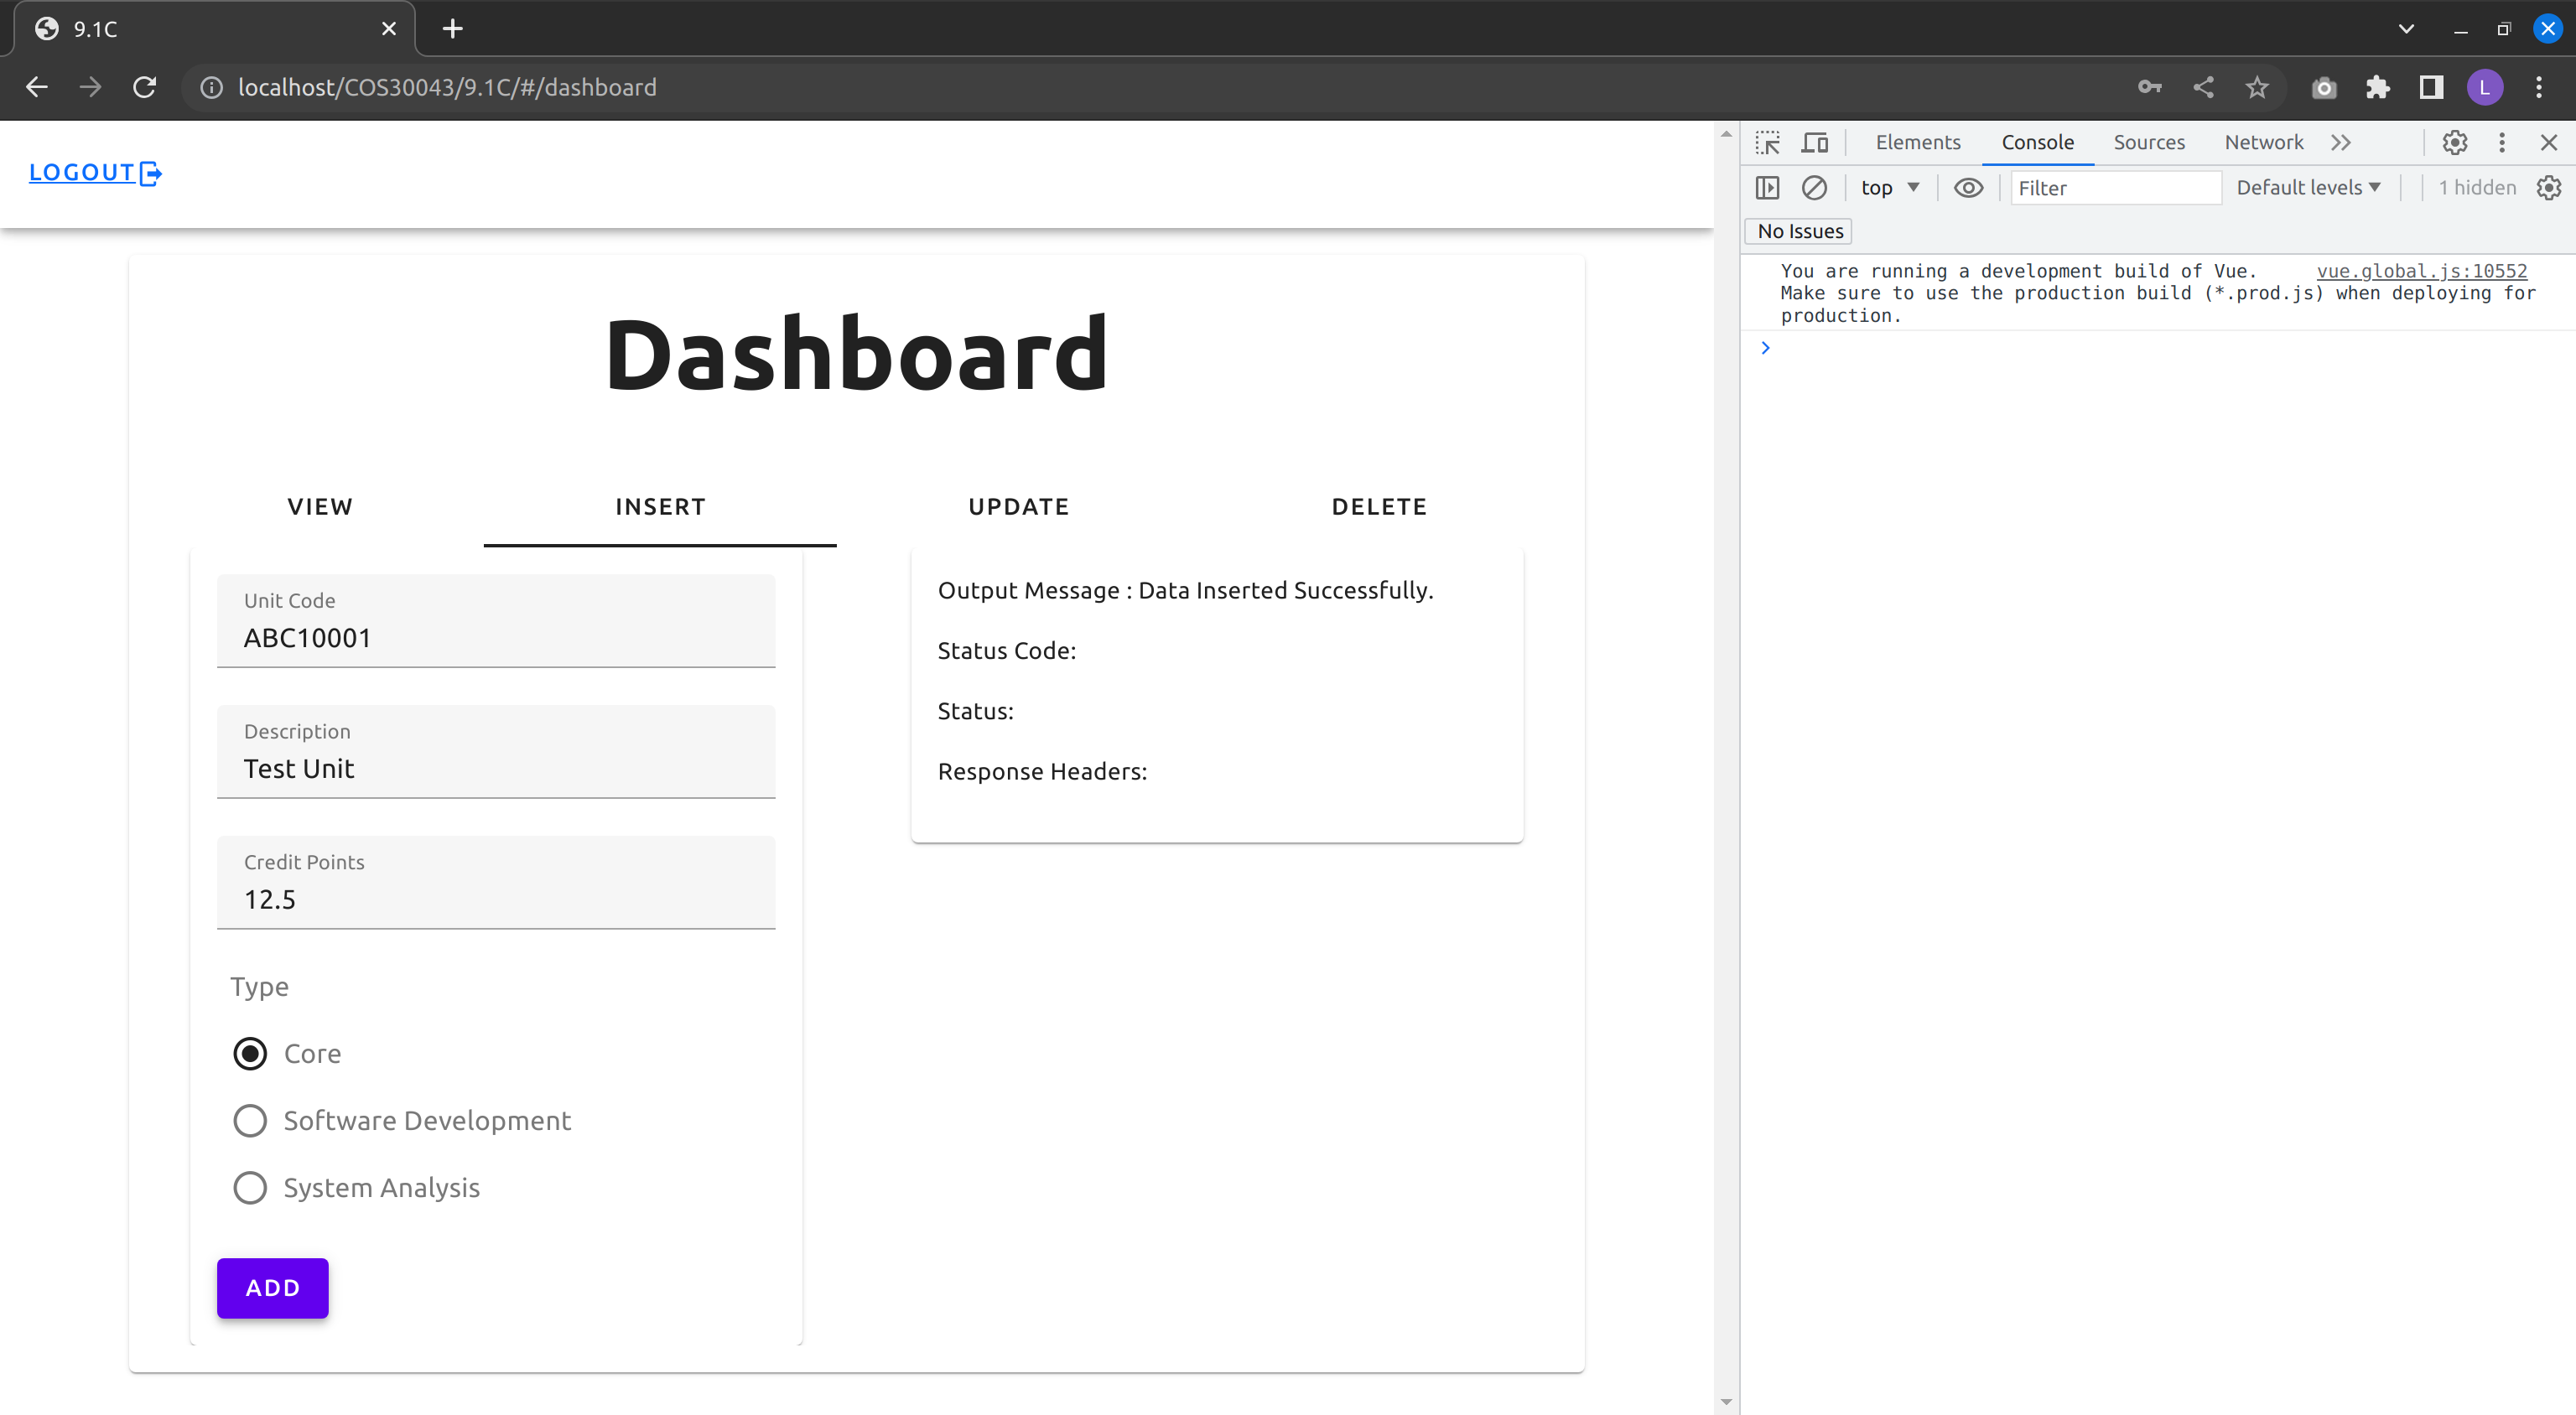 9.1C
localhost/COS30043/9.1C/#/dashboard
L
LOGOUT
Dashboard
VIEW INSERT UPDATE DELETE
Unit Code
ABC10001
Description
Test Unit
Credit Points
12.5
Type
Core
Software Development
System Analysis
ADD
Output Message : Data Inserted Successfully.
Status Code:
Status:
Response Headers:
Elements Console Sources Network
top Filter Default levels 1 hidden
No Issues
You are running a development build of Vue. vue.global.js:10552
Make sure to use the production build (*.prod.js) when deploying for
production.